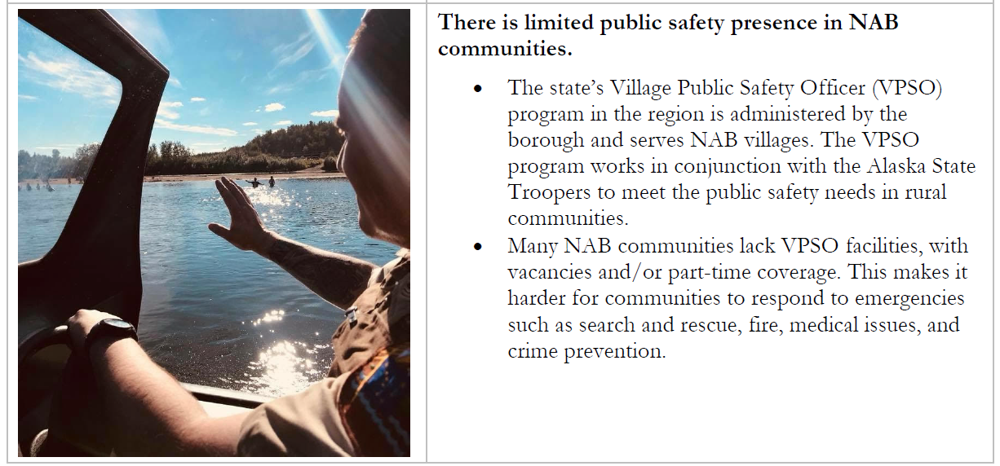 There is limited public safety presence in NAB
communities.
• The state’s Village Public Safety Officer (VPSO)
program in the region is administered by the
borough and serves NAB villages. The VPSO
program works in conjunction with the Alaska State
Troopers to meet the public safety needs in rural
communities.
• Many NAB communities lack VPSO facilities, with
vacancies and/or part-time coverage. This makes it
harder for communities to respond to emergencies
such as search and rescue, fire, medical issues, and
crime prevention.